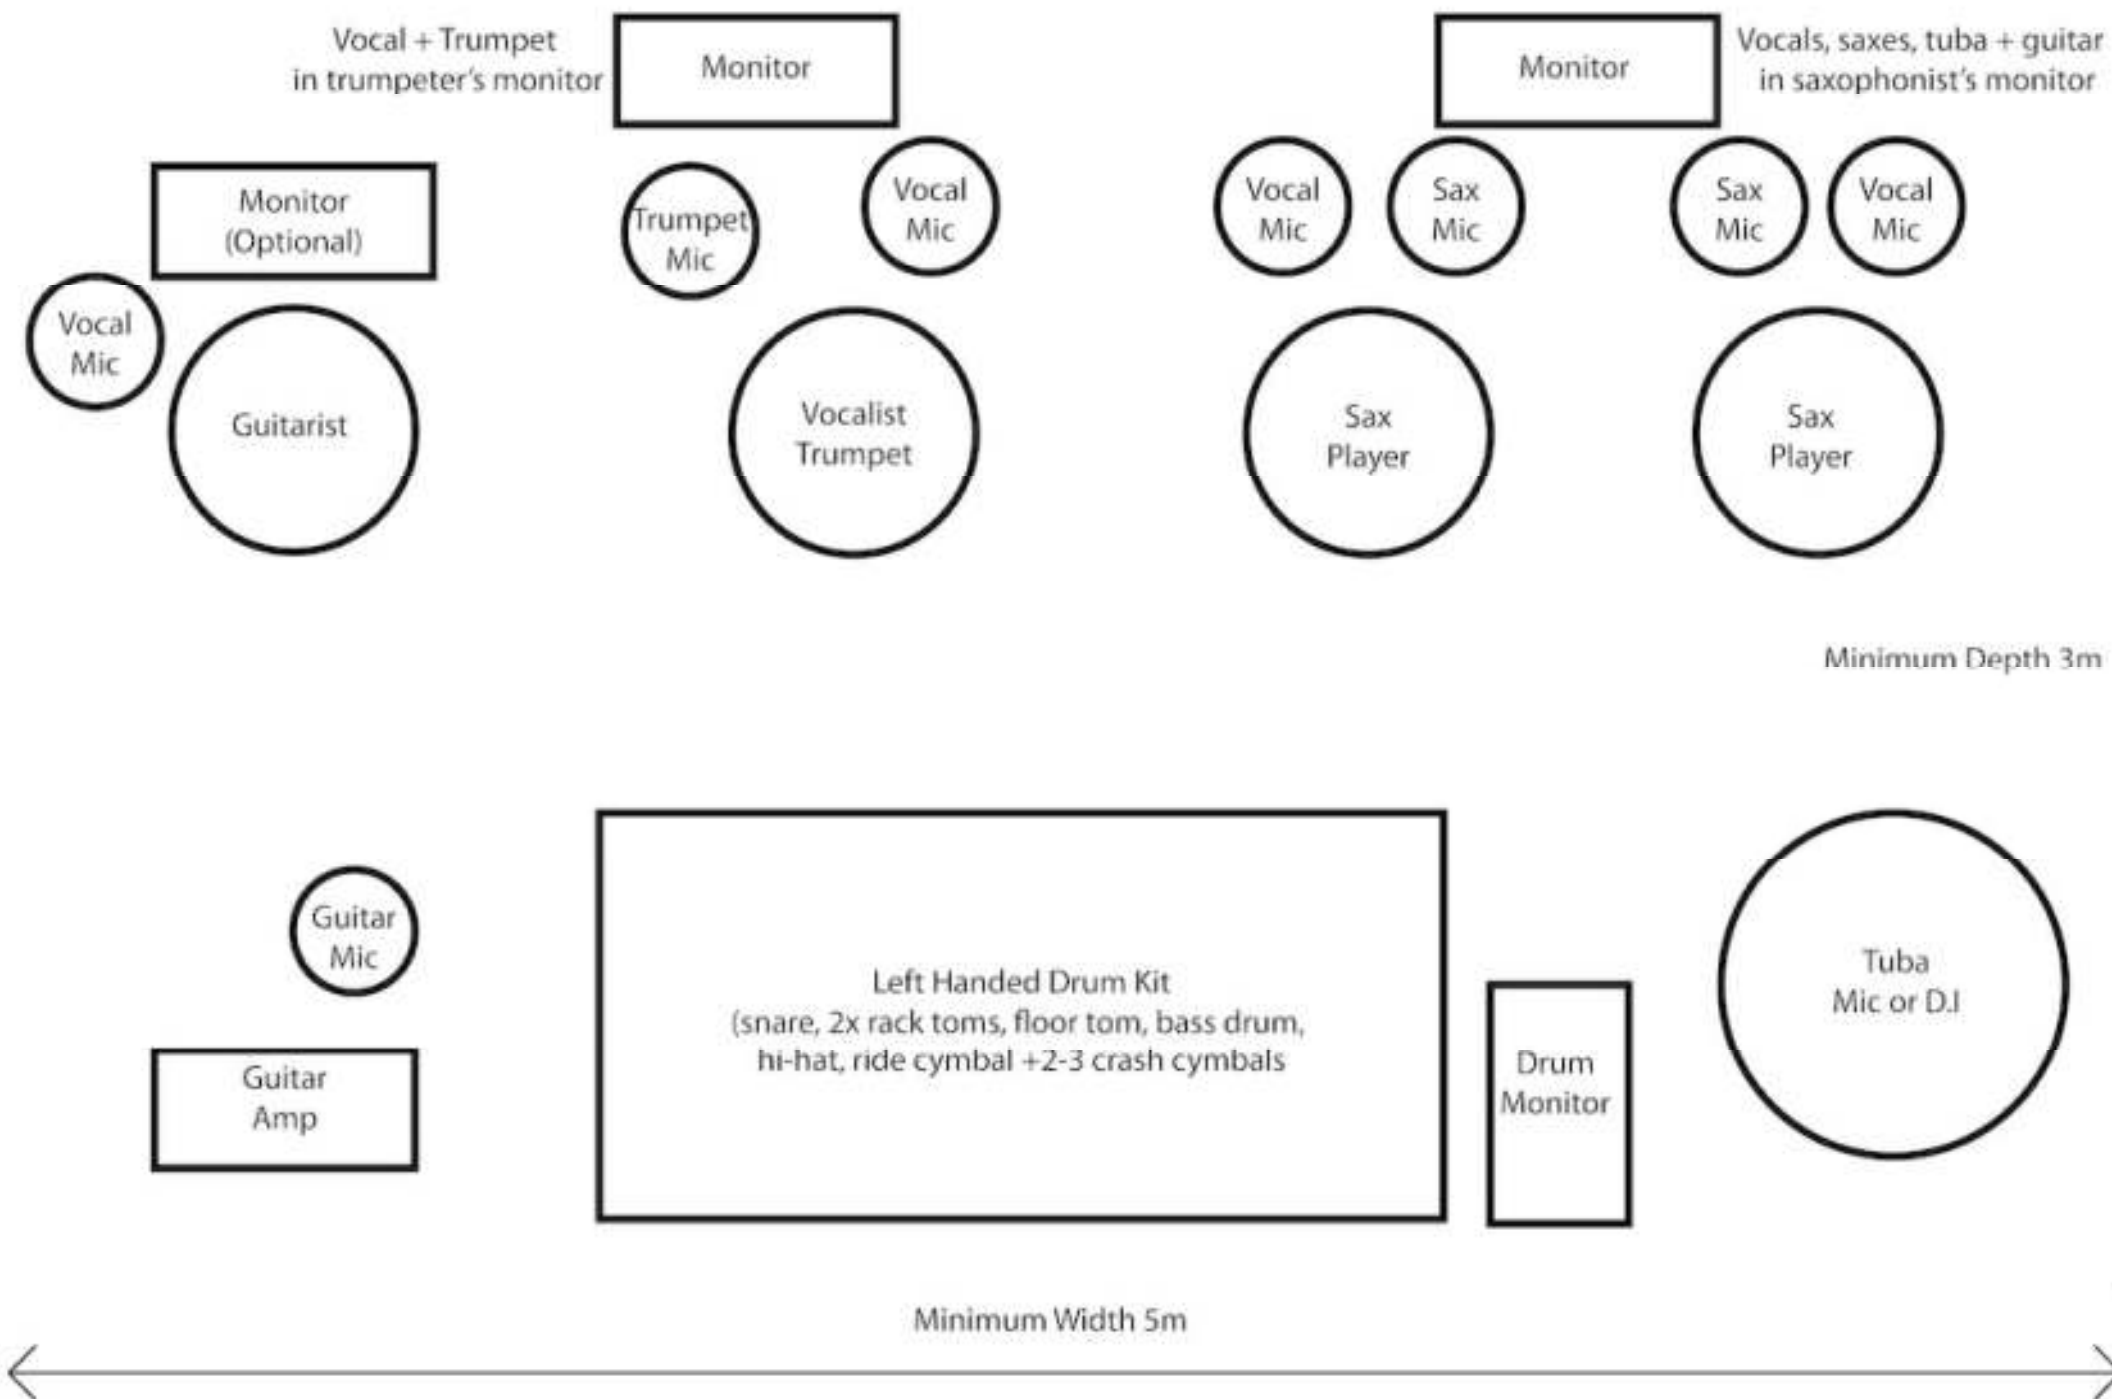 Vocal + Trumpet
in trumpeter's monitor
Monitor
Monitor
Vocals, saxes, tuba + guitar
in saxophonist's monitor
Monitor
(Optional)
Trumpet
Mic
Vocal
Mic
Vocal
Mic
Sax
Mic
Sax
Mic
Vocal
Mic
Vocal
Mic
Guitarist
Vocalist
Trumpet
Sax
Player
Sax
Player
Minimum Depth 3m
Guitar
Mic
Guitar
Amp
Left Handed Drum Kit
(snare, 2x rack toms, floor tom, bass drum,
hi-hat, ride cymbal +2-3 crash cymbals
Drum
Monitor
Tuba
Mic or D.I
Minimum Width 5m